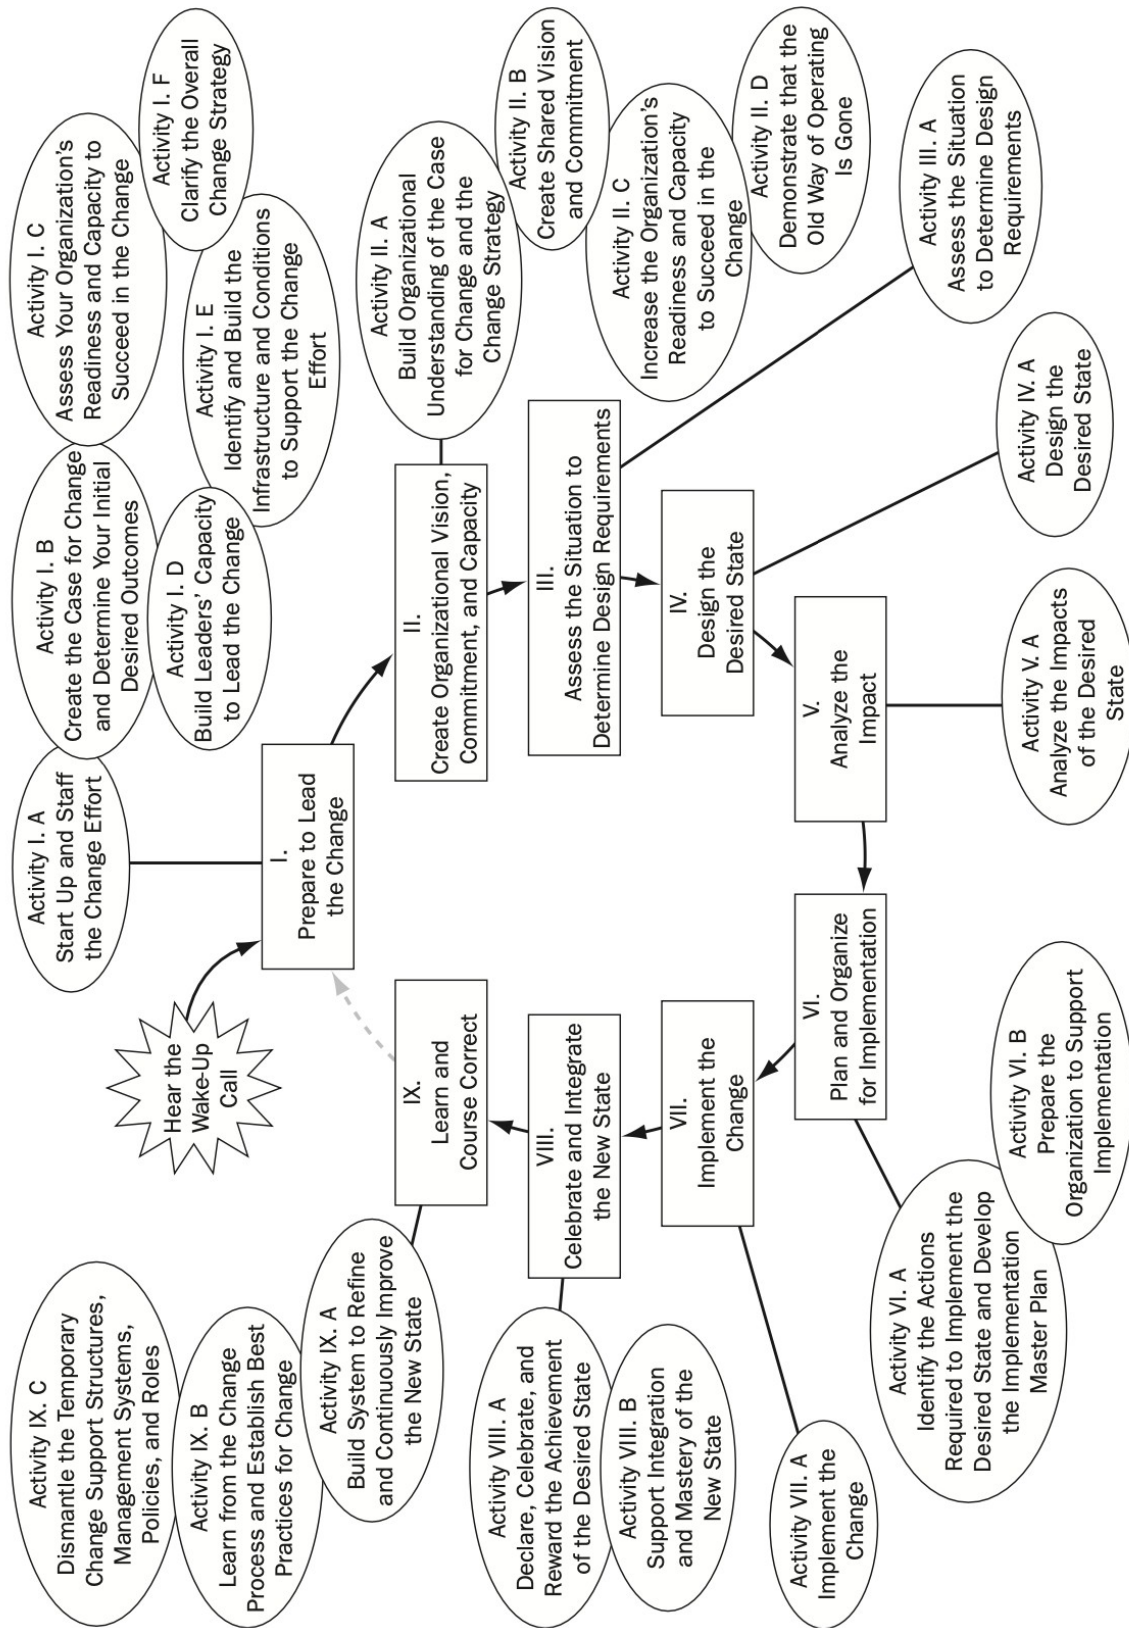 Hear the
Wake-Up
Call
I.
Prepare to Lead
the Change
Activity I. A
Start Up and Staff
the Change Effort
Activity I. B
Create the Case for Change
and Determine Your Initial
Desired Outcomes
Activity I. C
Assess Your Organization's
Readiness and Capacity to
Succeed in the Change
Activity I. D
Build Leaders' Capacity
to Lead the Change
Activity I. E
Identify and Build the
Infrastructure and Conditions
to Support the Change
Effort
Activity I. F
Clarify the Overall
Change Strategy
II.
Create Organizational Vision,
Commitment, and Capacity
Activity II. A
Build Organizational
Understanding of the Case
for Change and the
Change Strategy
Activity II. B
Create Shared Vision
and Commitment
Activity II. C
Increase the Organization's
Readiness and Capacity
to Succeed in the
Change
Activity II. D
Demonstrate that the
Old Way of Operating
Is Gone
III.
Assess the Situation to
Determine Design Requirements
Activity III. A
Assess the Situation
to Determine Design
Requirements
IV.
Design the
Desired State
Activity IV. A
Design the
Desired State
V.
Analyze the
Impact
Activity V. A
Analyze the Impacts
of the Desired
State
VI.
Plan and Organize
for Implementation
Activity VI. A
Identify the Actions
Required to Implement the
Desired State and Develop
the Implementation
Master Plan
Activity VI. B
Prepare the
Organization to Support
Implementation
VII.
Implement the
Change
Activity VII. A
Implement the
Change
VIII.
Celebrate and Integrate
the New State
Activity VIII. A
Declare, Celebrate, and
Reward the Achievement
of the Desired State
Activity VIII. B
Support Integration
and Mastery of the
New State
IX.
Learn and
Course Correct
Activity IX. A
Build System to Refine
and Continuously Improve
the New State
Activity IX. B
Learn from the Change
Process and Establish Best
Practices for Change
Activity IX. C
Dismantle the Temporary
Change Support Structures,
Management Systems,
Policies, and Roles